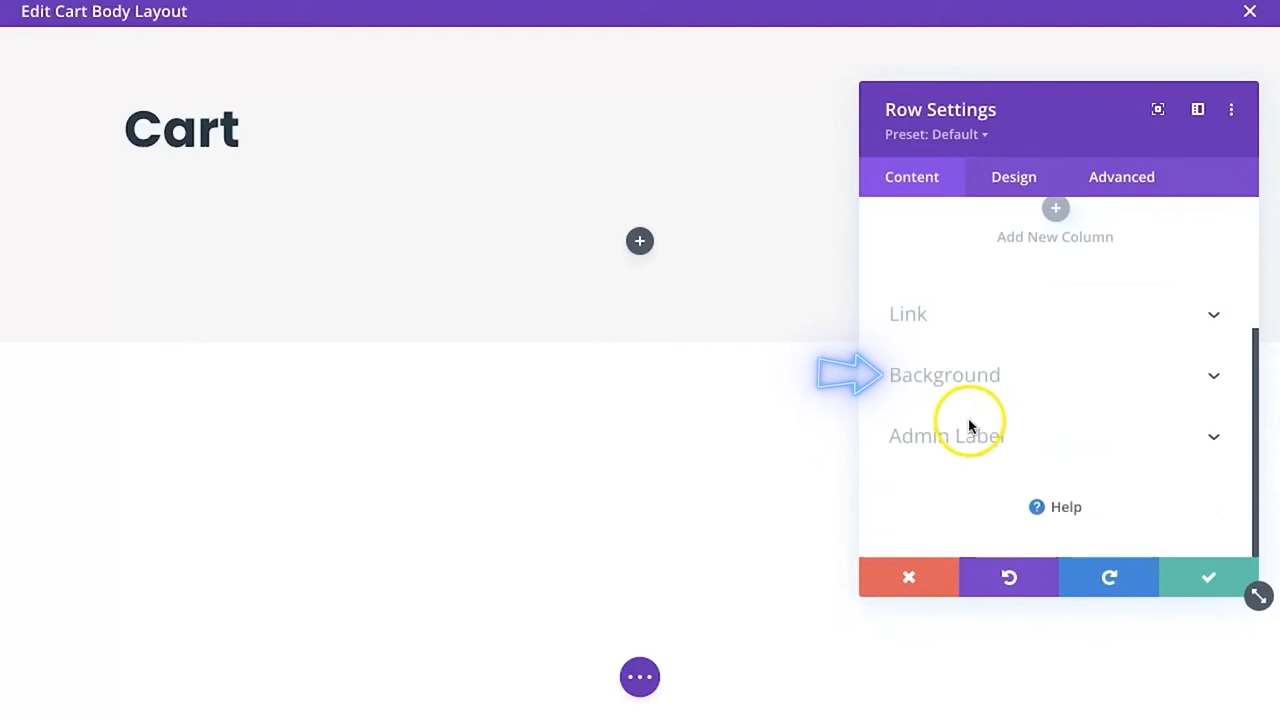 Edit Cart Body Layout
Cart
Row Settings
Preset: Default
Content
Design
Advanced
Add New Column
Link
Background
Admin Label
Help